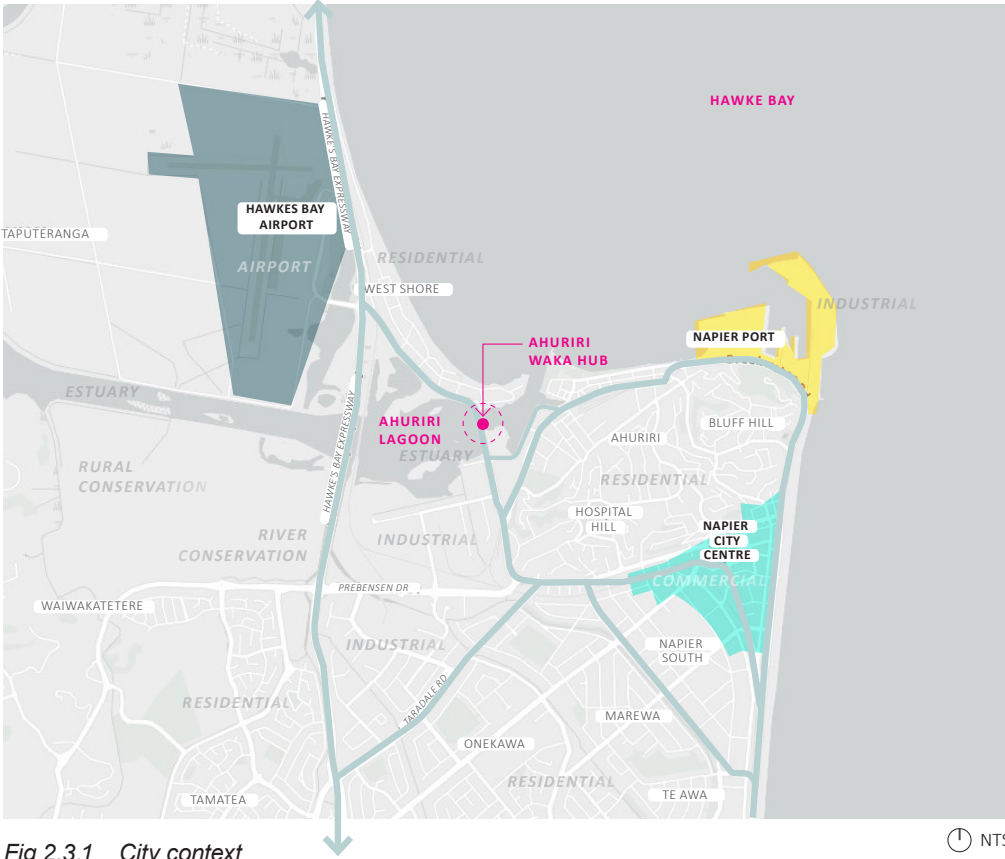 HAWKE BAY
HAWKE'S BAY EXPRESSWAY
HAWKES BAY
AIRPORT
TAPUTERANGA
AIRPORT
RESIDENTIAL
WEST SHORE
INDUSTRIAL
NAPIER PORT
AHURIRI
WAKA HUB
ESTUARY
AHURIRI
LAGOON
ESTUARY
HAWKE'S BAY EXPRESSWAY
BLUFF HILL
AHURIRI
RURAL
CONSERVATION
RESIDENTIAL
HOSPITAL
HILL
RIVER
CONSERVATION
INDUSTRIAL
NAPIER
CITY
CENTRE
COMMERCIAL
PREBENSEN DR
WAIWAKATETERE
INDUSTRIAL
NAPIER
SOUTH
TARADALE RD
RESIDENTIAL
MAREWA
ONEKAWA
RESIDENTIAL
TAMATEA
TE AWA
Fig 2.3.1 City context
NTS